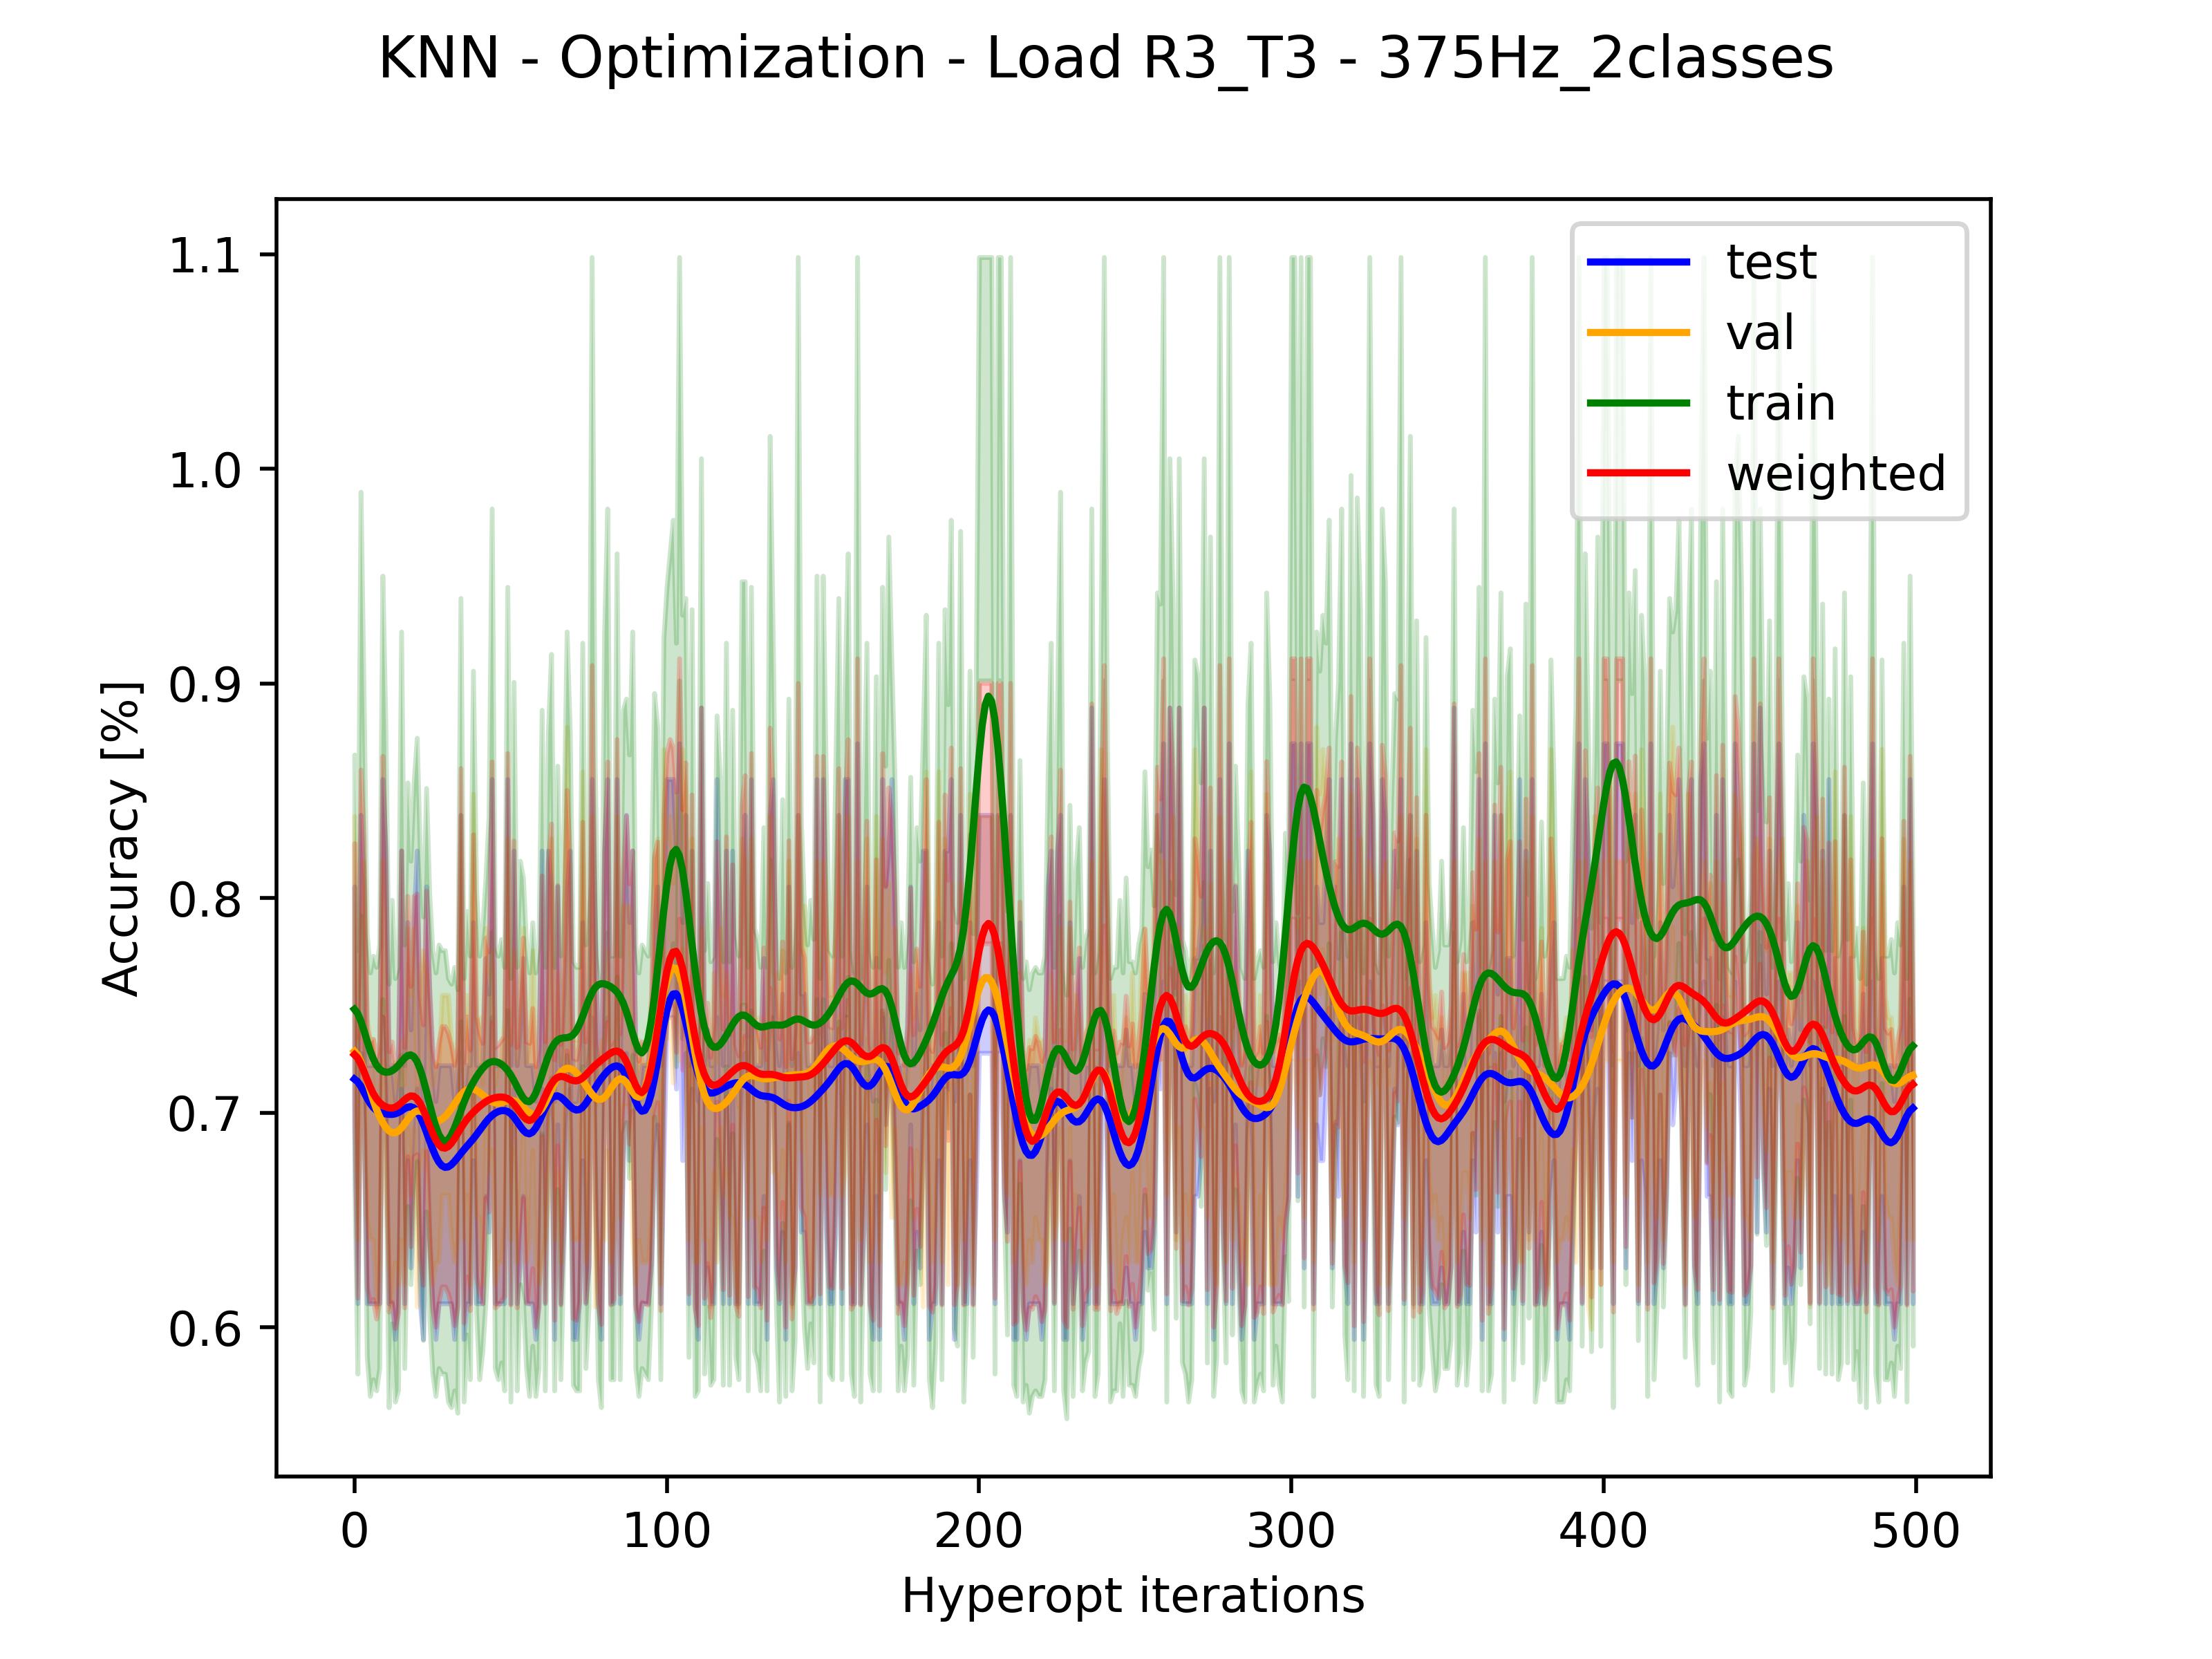 KNN - Optimization - Load R3_T3 - 375Hz_2classes
1.1
1.0
0.9
0.8
0.7
0.6
Accuracy [%]
test
val
train
weighted
0 100 200 300 400 500
Hyperopt iterations